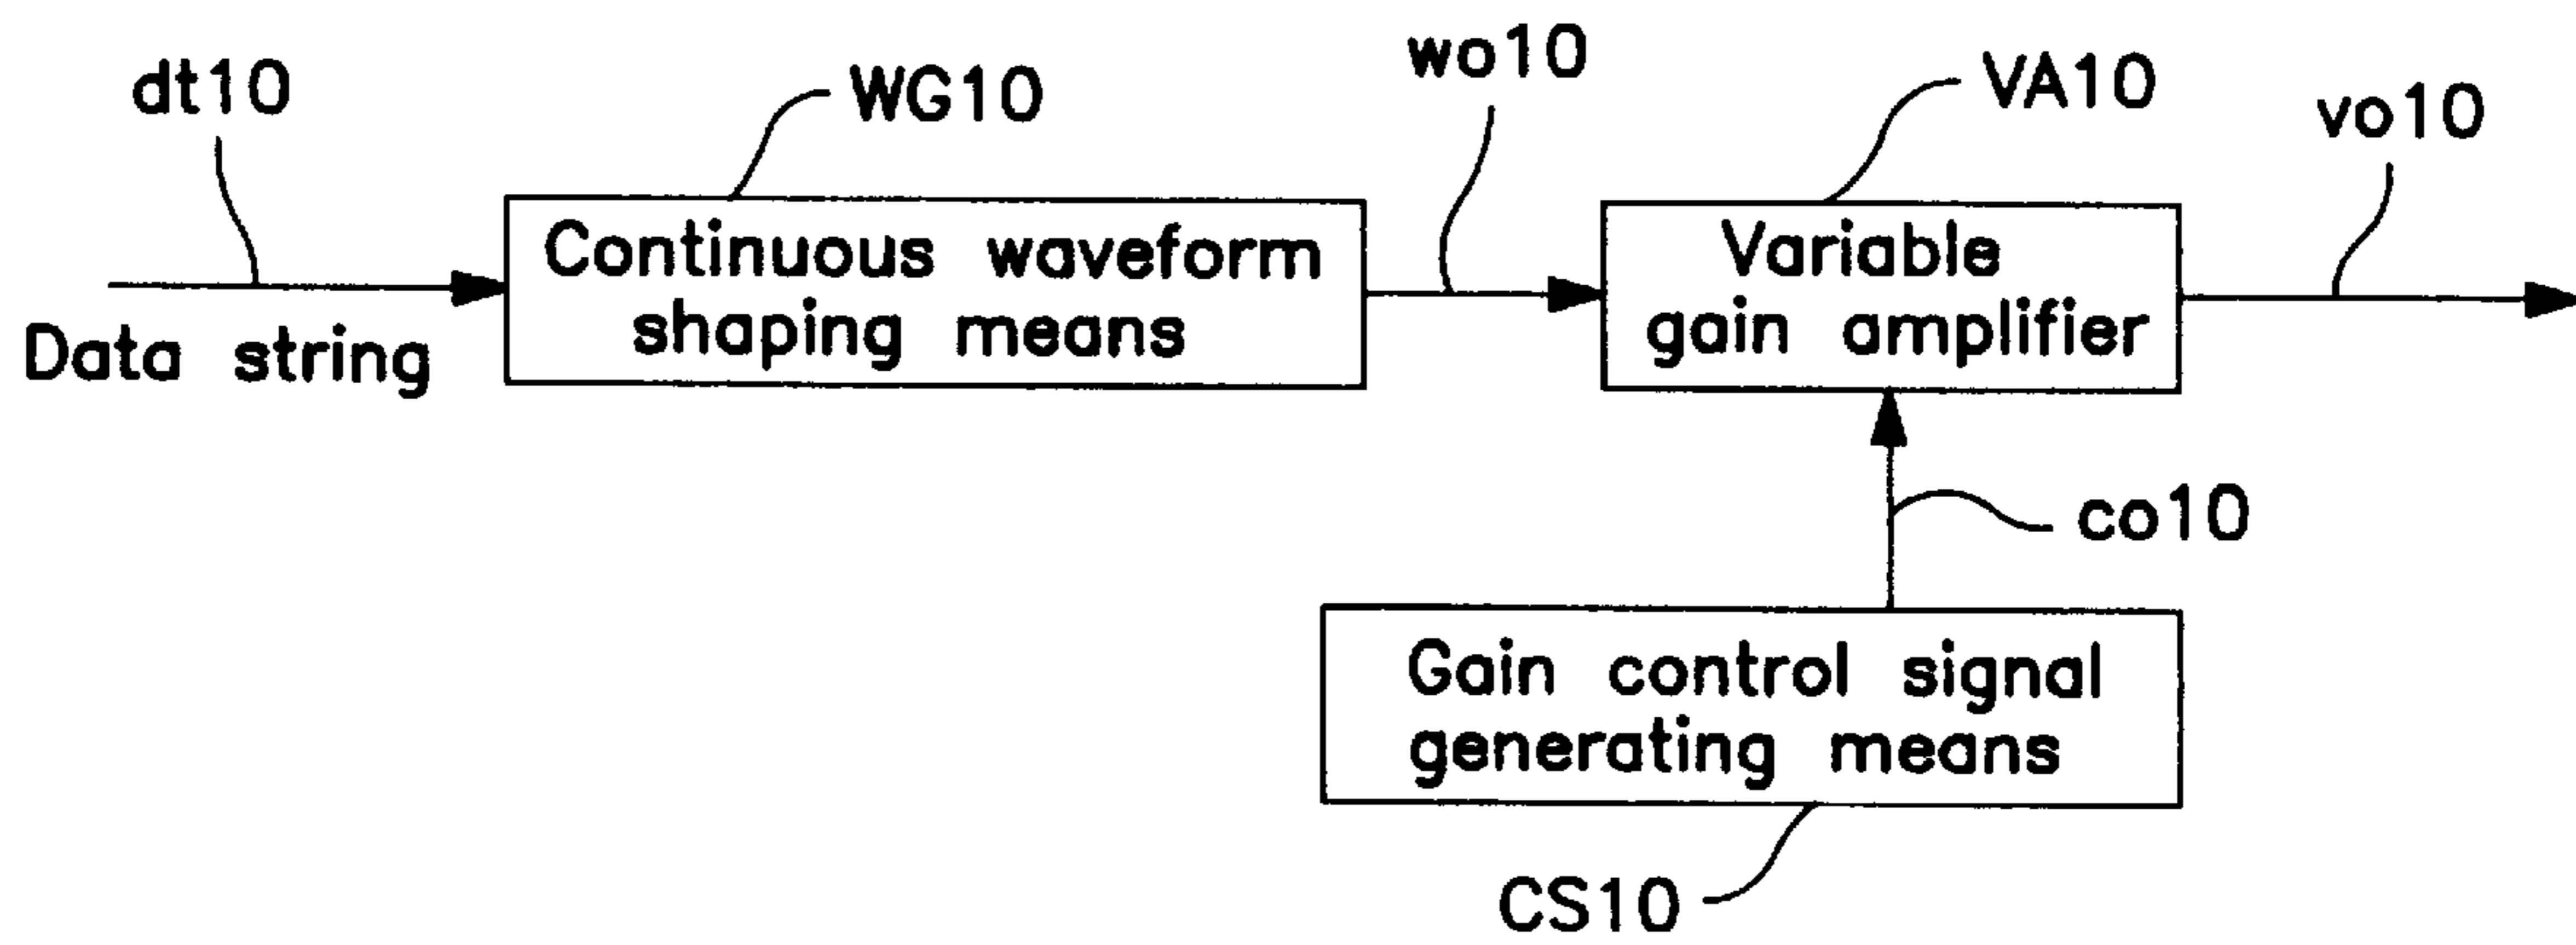 dt10
WG10
wo10
VA10
vo10
Data string
Continuous waveform
shaping means
Variable
gain amplifier
co10
Gain control signal
generating means
CS10